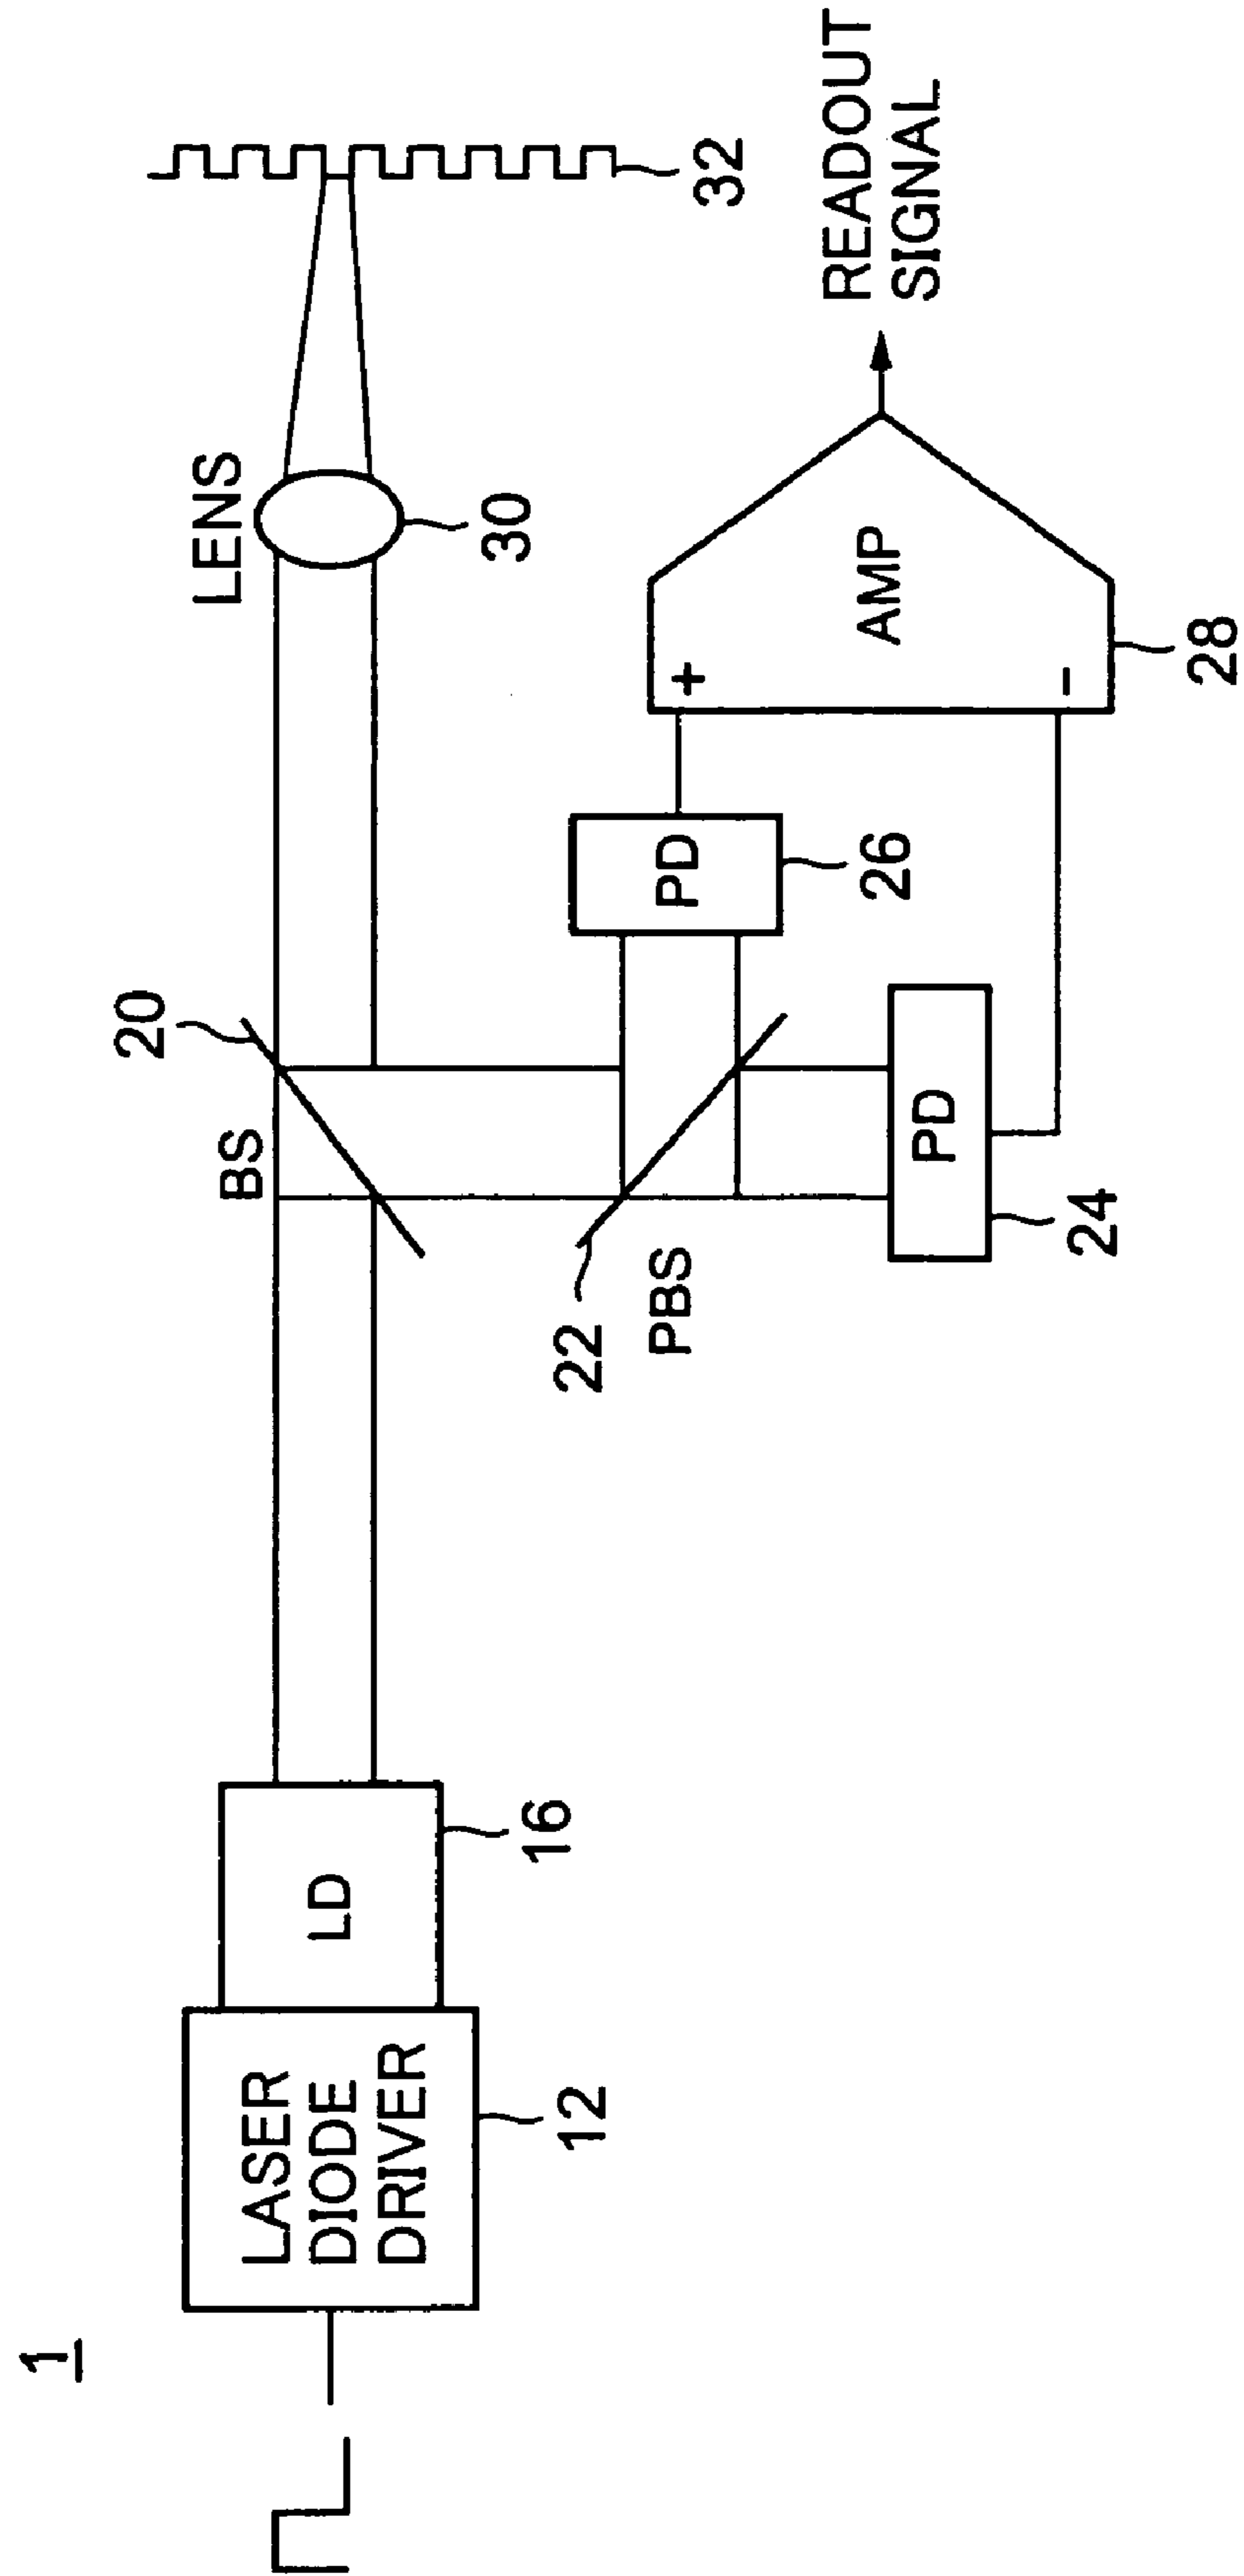 1
LASER
DIODE
DRIVER
12
LD
16
BS
20
22
PBS
PD
24
PD
26
LENS
30
32
+
AMP
-
28
READOUT
SIGNAL